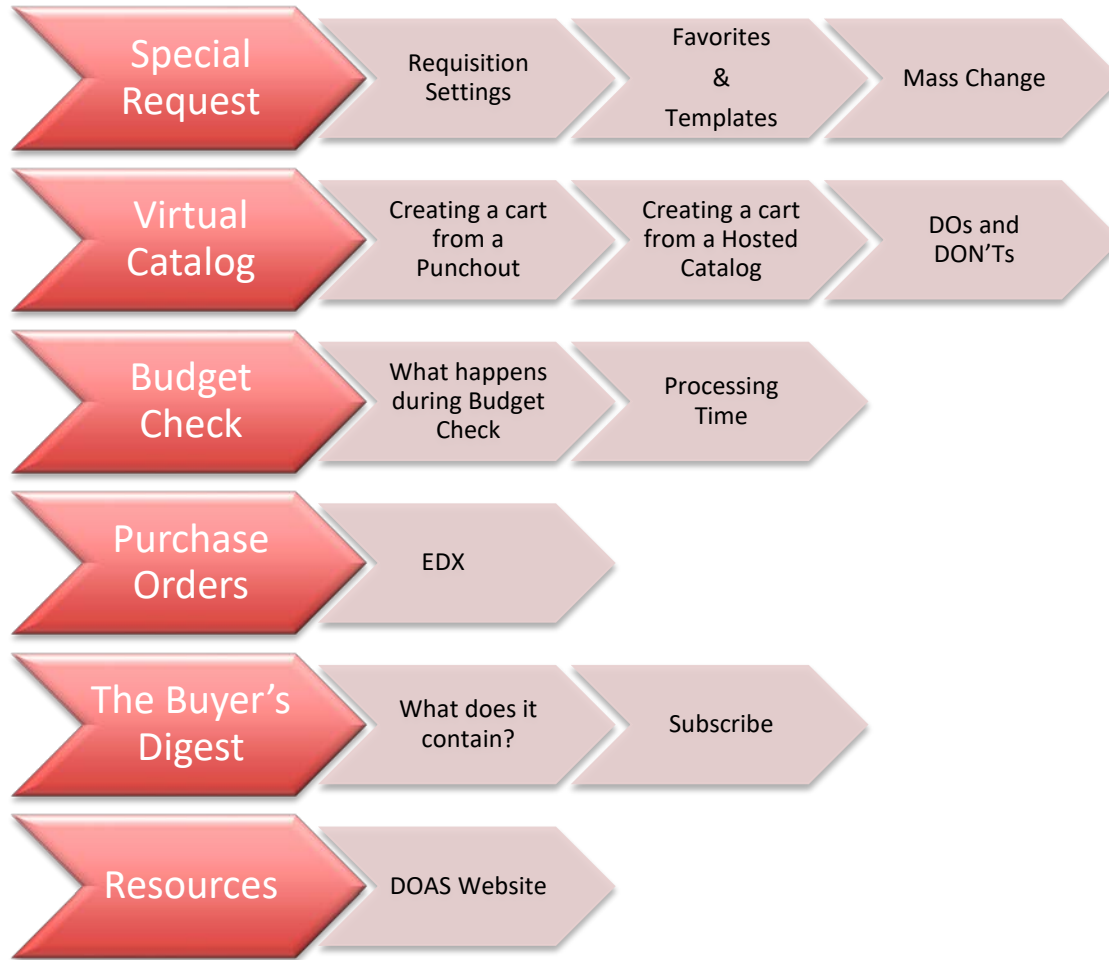 Special
Request
Requisition
Settings
Favorites
&
Templates
Mass Change
Virtual
Catalog
Creating a cart
from a
Punchout
Creating a cart
from a Hosted
Catalog
DOs and
DON’Ts
Budget
Check
What happens
during Budget
Check
Processing
Time
Purchase
Orders
EDX
The Buyer’s
Digest
What does it
contain?
Subscribe
Resources
DOAS Website